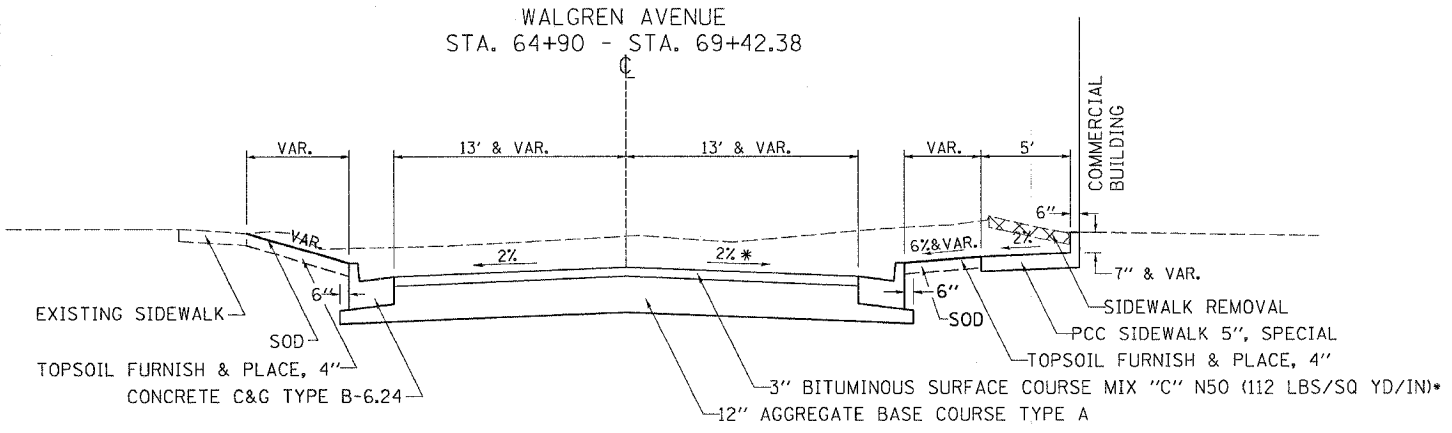 WALGREN AVENUE
STA. 64+90 - STA. 69+42.38
℄
VAR.
13' & VAR.
13' & VAR.
VAR.
5'
COMMERCIAL
BUILDING
6"
VAR.
2%
2% *
6%&VAR.
2%
7" & VAR.
6"
6"
EXISTING SIDEWALK
SOD
TOPSOIL FURNISH & PLACE, 4"
CONCRETE C&G TYPE B-6.24
SOD
SIDEWALK REMOVAL
PCC SIDEWALK 5", SPECIAL
TOPSOIL FURNISH & PLACE, 4"
3" BITUMINOUS SURFACE COURSE MIX "C" N50 (112 LBS/SQ YD/IN)*
12" AGGREGATE BASE COURSE TYPE A